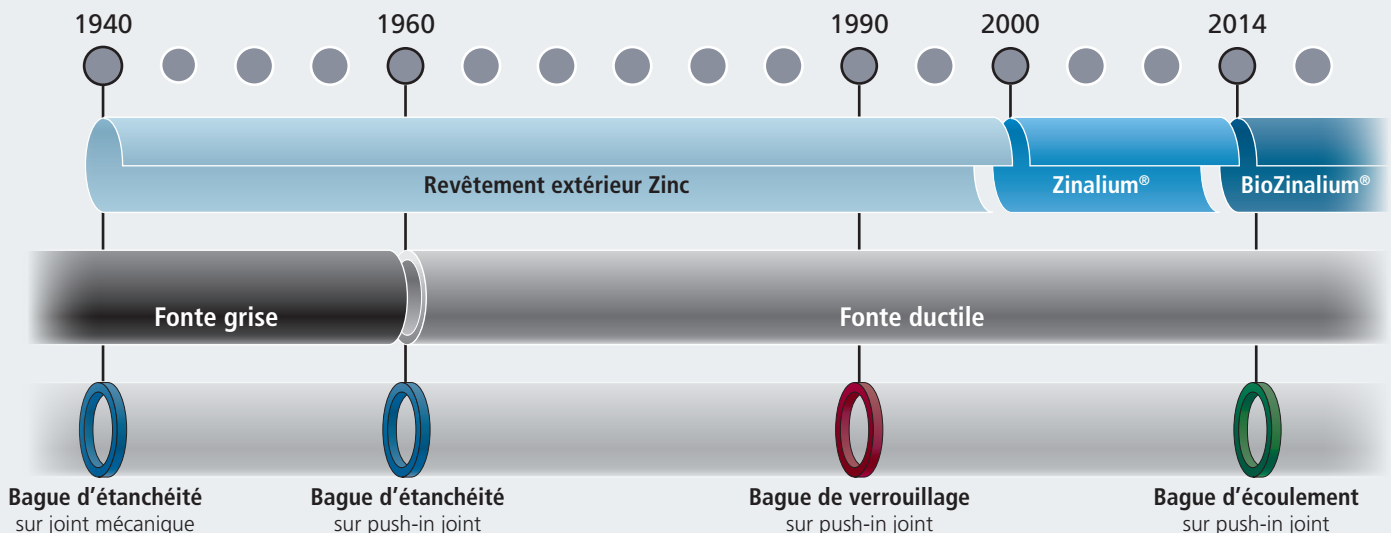 1940
1960
1990
2000
2014
Revêtement extérieur Zinc
Zinalium®
BioZinalium®
Fonte grise
Fonte ductile
Bague d’étanchéité
sur joint mécanique
Bague d’étanchéité
sur push-in joint
Bague de verrouillage
sur push-in joint
Bague d’écoulement
sur push-in joint